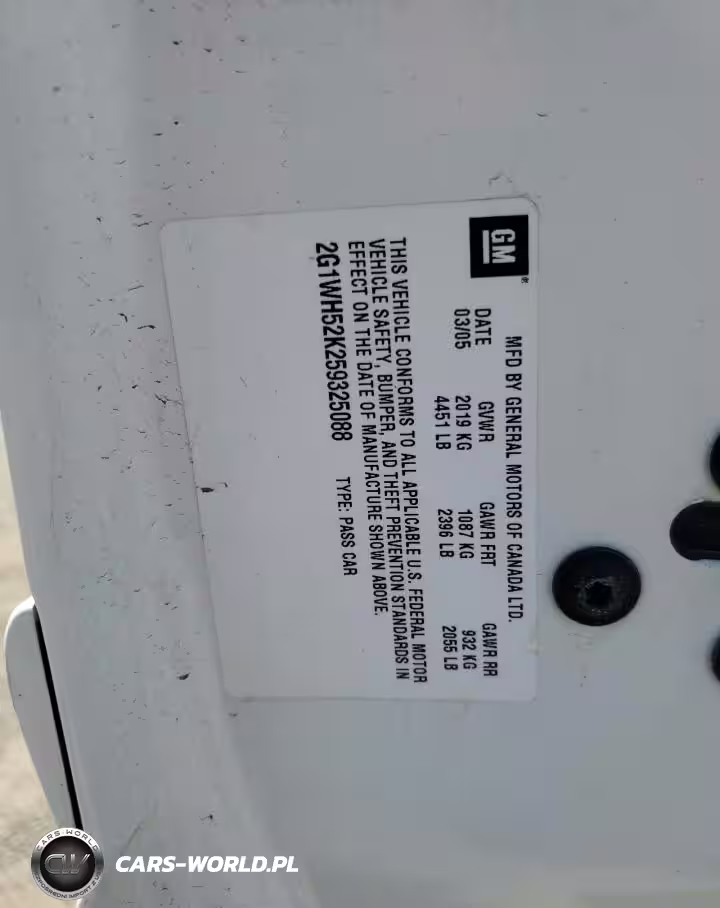 GM®
MFD BY GENERAL MOTORS OF CANADA LTD.
DATE GVWR GAWR FRT GAWR RR
03/05 2019 KG 1087 KG 932 KG
4451 LB 2396 LB 2055 LB
THIS VEHICLE CONFORMS TO ALL APPLICABLE U.S. FEDERAL MOTOR
VEHICLE SAFETY, BUMPER, AND THEFT PREVENTION STANDARDS IN
EFFECT ON THE DATE OF MANUFACTURE SHOWN ABOVE.
2G1WH52K259325088 TYPE: PASS CAR
CARS-WORLD
CW
CARS-WORLD.PL